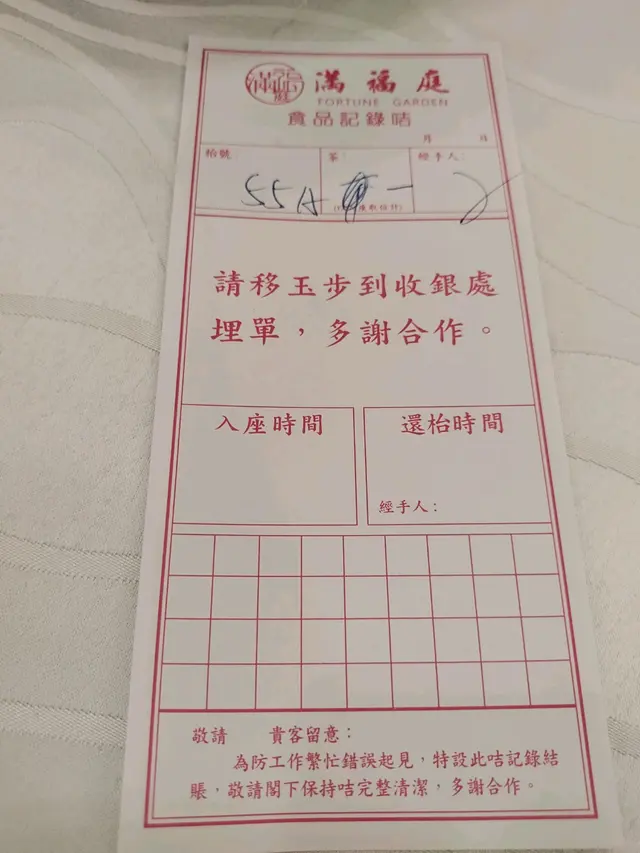 滿福庭
FORTUNE GARDEN
食品記錄咭
月 日
枱號: 茶: 經手人:
55A 一
請移玉步到收銀處
埋單，多謝合作。
入座時間 還枱時間
經手人:
敬請 貴客留意:
為防工作繁忙錯誤起見，特設此咭記錄結
賬，敬請閣下保持咭完整清潔，多謝合作。